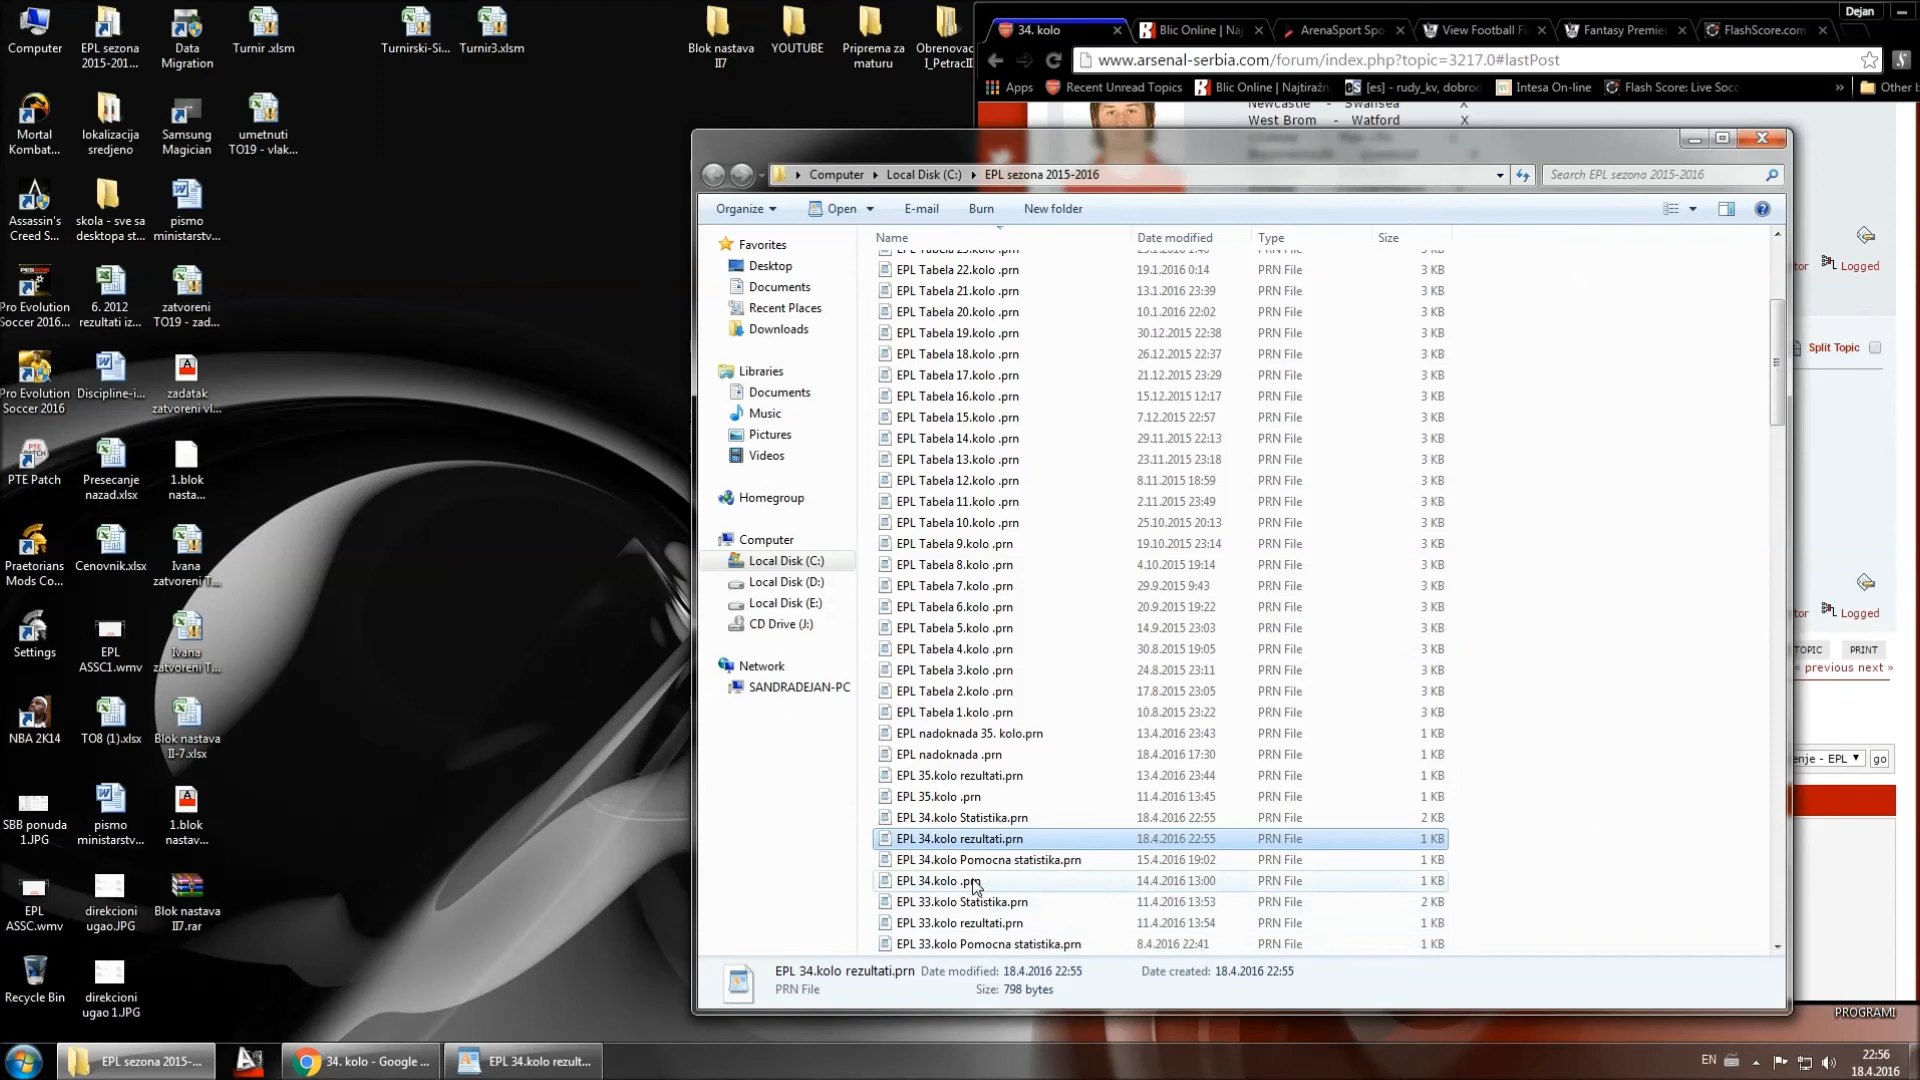 Computer
EPL sezona
2015-201...
Data
Migration
Turnir .xlsm
Turnirski-Si...
Turnir3.xlsm
Blok nastava
II7
YOUTUBE
Priprema za
maturu
Obrenovac
I_Petrac
Mortal
Kombat...
lokalizacija
sredjeno
Samsung
Magician
umetnuti
TO19 - vlak...
Assassin's
Creed S...
skola - sve sa
desktopa st...
pismo
ministarstv...
Pro Evolution
Soccer 2016...
6. 2012
rezultati iz...
zatvoreni
TO19 - zad...
Pro Evolution
Soccer 2016
Discipline-i...
zadatak
zatvoreni vl...
PTE Patch
Presecanje
nazad.xlsx
1.blok
nasta...
Praetorians
Mods Co...
Cenovnik.xlsx
Ivana
zatvoreni T...
Settings
EPL
ASSC1.wmv
Ivana
zatvoreni T...
NBA 2K14
TO8 (1).xlsx
Blok nastava
II-7.xlsx
SBB ponuda
1.JPG
pismo
ministarstv...
1.blok
nastav...
EPL
ASSC.wmv
direkcioni
ugao.JPG
Blok nastava
II7.rar
Recycle Bin
direkcioni
ugao 1.JPG
Dejan
34. kolo
Blic Online | Naj
ArenaSport Spo
View Football Fi
Fantasy Premie
FlashScore.com
www.arsenal-serbia.com/forum/index.php?topic=3217.0#lastPost
Apps Recent Unread Topics Blic Online | Najtiražn [es] - rudy_kv, dobrod Intesa On-line Flash Score: Live Socc » Other b
Newcastle - Swansea X
West Brom - Watford X
Computer Local Disk (C:) EPL sezona 2015-2016
Search EPL sezona 2015-2016
Organize Open E-mail Burn New folder
Favorites
Desktop
Documents
Recent Places
Downloads
Libraries
Documents
Music
Pictures
Videos
Homegroup
Computer
Local Disk (C:)
Local Disk (D:)
Local Disk (E:)
CD Drive (J:)
Network
SANDRADEJAN-PC
Name Date modified Type Size
EPL Tabela 22.kolo .prn 19.1.2016 0:14 PRN File 3 KB
EPL Tabela 21.kolo .prn 13.1.2016 23:39 PRN File 3 KB
EPL Tabela 20.kolo .prn 10.1.2016 22:02 PRN File 3 KB
EPL Tabela 19.kolo .prn 30.12.2015 22:38 PRN File 3 KB
EPL Tabela 18.kolo .prn 26.12.2015 22:37 PRN File 3 KB
EPL Tabela 17.kolo .prn 21.12.2015 23:29 PRN File 3 KB
EPL Tabela 16.kolo .prn 15.12.2015 12:17 PRN File 3 KB
EPL Tabela 15.kolo .prn 7.12.2015 22:57 PRN File 3 KB
EPL Tabela 14.kolo .prn 29.11.2015 22:13 PRN File 3 KB
EPL Tabela 13.kolo .prn 23.11.2015 23:18 PRN File 3 KB
EPL Tabela 12.kolo .prn 8.11.2015 18:59 PRN File 3 KB
EPL Tabela 11.kolo .prn 2.11.2015 23:49 PRN File 3 KB
EPL Tabela 10.kolo .prn 25.10.2015 20:13 PRN File 3 KB
EPL Tabela 9.kolo .prn 19.10.2015 23:14 PRN File 3 KB
EPL Tabela 8.kolo .prn 4.10.2015 19:14 PRN File 3 KB
EPL Tabela 7.kolo .prn 29.9.2015 9:43 PRN File 3 KB
EPL Tabela 6.kolo .prn 20.9.2015 19:22 PRN File 3 KB
EPL Tabela 5.kolo .prn 14.9.2015 23:03 PRN File 3 KB
EPL Tabela 4.kolo .prn 30.8.2015 19:05 PRN File 3 KB
EPL Tabela 3.kolo .prn 24.8.2015 23:11 PRN File 3 KB
EPL Tabela 2.kolo .prn 17.8.2015 23:05 PRN File 3 KB
EPL Tabela 1.kolo .prn 10.8.2015 23:22 PRN File 3 KB
EPL nadoknada 35. kolo.prn 13.4.2016 23:43 PRN File 1 KB
EPL nadoknada .prn 18.4.2016 17:30 PRN File 1 KB
EPL 35.kolo rezultati.prn 13.4.2016 23:44 PRN File 1 KB
EPL 35.kolo .prn 11.4.2016 13:45 PRN File 1 KB
EPL 34.kolo Statistika.prn 18.4.2016 22:55 PRN File 2 KB
EPL 34.kolo rezultati.prn 18.4.2016 22:55 PRN File 1 KB
EPL 34.kolo Pomocna statistika.prn 15.4.2016 19:02 PRN File 1 KB
EPL 34.kolo .prn 14.4.2016 13:00 PRN File 1 KB
EPL 33.kolo Statistika.prn 11.4.2016 13:53 PRN File 2 KB
EPL 33.kolo rezultati.prn 11.4.2016 13:54 PRN File 1 KB
EPL 33.kolo Pomocna statistika.prn 8.4.2016 22:41 PRN File 1 KB
EPL 34.kolo rezultati.prn Date modified: 18.4.2016 22:55 Date created: 18.4.2016 22:55
PRN File Size: 798 bytes
tor Logged
Split Topic
tor Logged
TOPIC PRINT
« previous next »
enje - EPL go
PROGRAMI
EPL sezona 2015-... 34. kolo - Google ... EPL 34.kolo rezult...
EN
22:56
18.4.2016